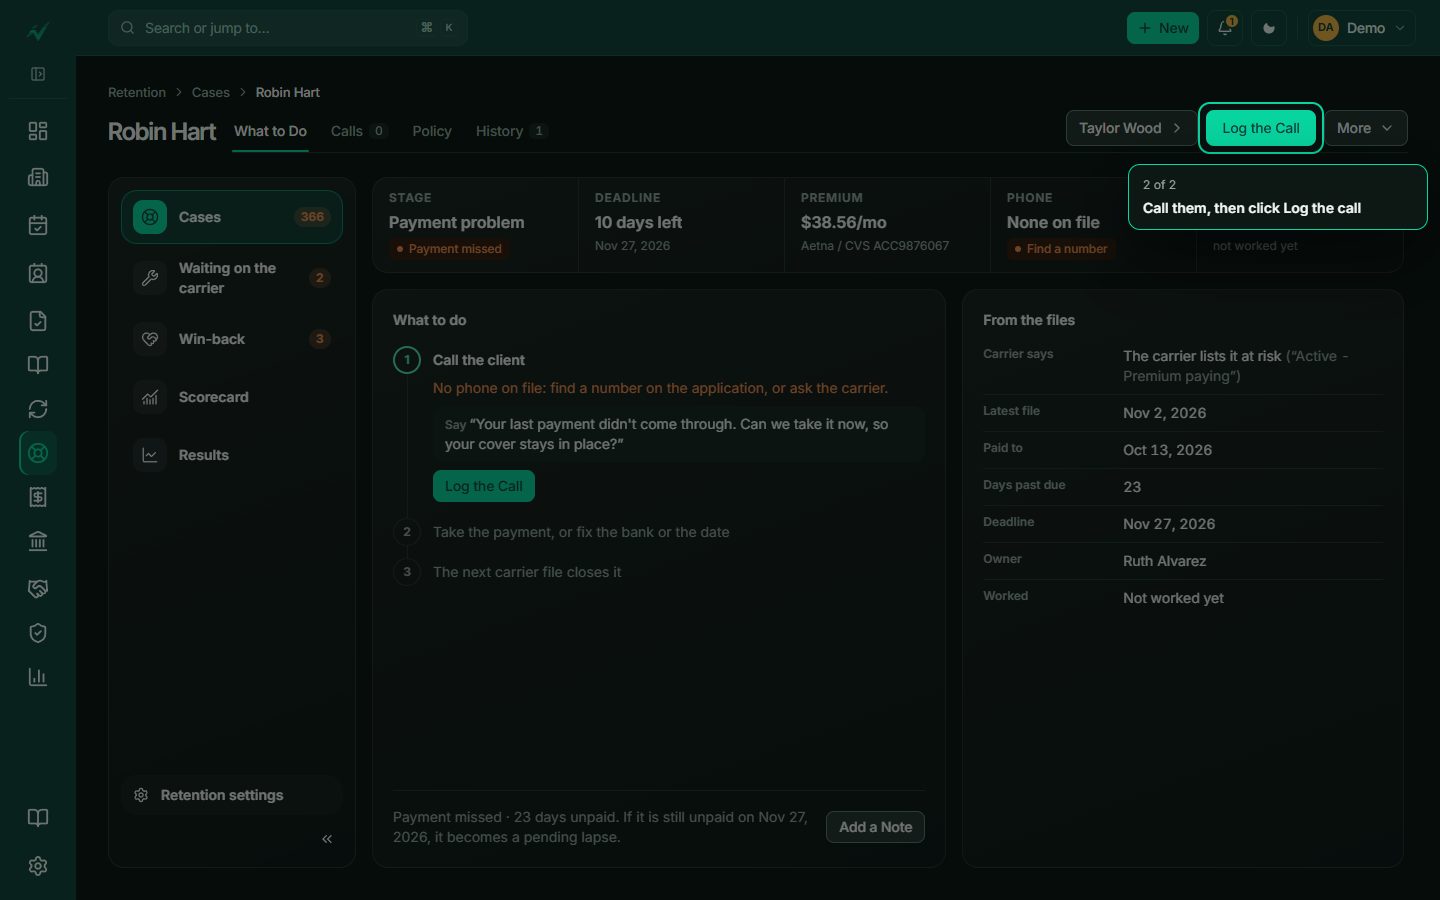 Search or jump to...
⌘ K
New
1
DA
Demo
Retention > Cases > Robin Hart
Robin Hart
What to Do
Calls 0
Policy
History 1
Taylor Wood
Log the Call
More
2 of 2
Call them, then click Log the call
Cases
366
Waiting on the
carrier
2
Win-back
3
Scorecard
Results
Retention settings
STAGE
Payment problem
Payment missed
DEADLINE
10 days left
Nov 27, 2026
PREMIUM
$38.56/mo
Aetna / CVS ACC9876067
PHONE
None on file
Find a number
not worked yet
What to do
1
Call the client
No phone on file: find a number on the application, or ask the carrier.
Say “Your last payment didn't come through. Can we take it now, so
your cover stays in place?”
Log the Call
2
Take the payment, or fix the bank or the date
3
The next carrier file closes it
Payment missed · 23 days unpaid. If it is still unpaid on Nov 27,
2026, it becomes a pending lapse.
Add a Note
From the files
Carrier says
The carrier lists it at risk (“Active -
Premium paying”)
Latest file
Nov 2, 2026
Paid to
Oct 13, 2026
Days past due
23
Deadline
Nov 27, 2026
Owner
Ruth Alvarez
Worked
Not worked yet